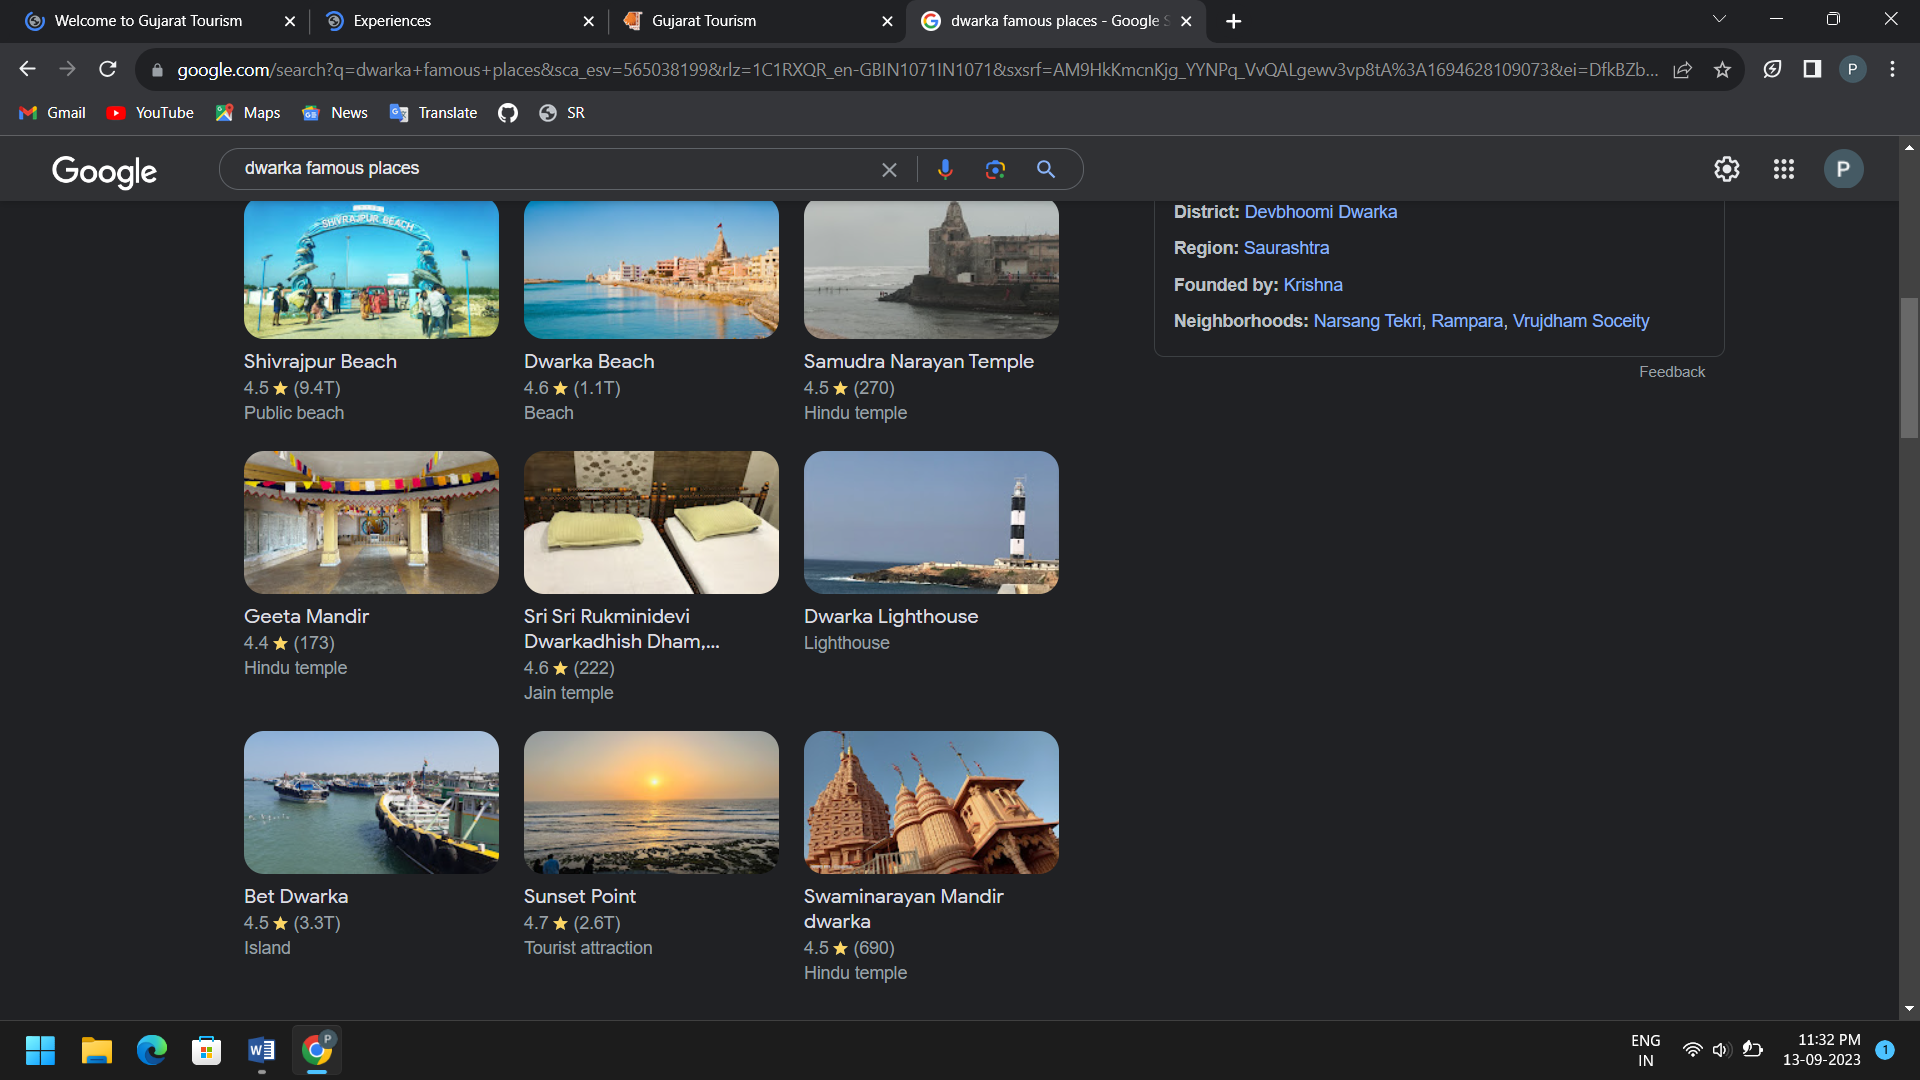 Welcome to Gujarat Tourism
Experiences
Gujarat Tourism
dwarka famous places - Google S
google.com/search?q=dwarka+famous+places&sca_esv=565038199&rlz=1C1RXQR_en-GBIN1071IN1071&sxsrf=AM9HkKmcnKjg_YYNPq_VvQALgewv3vp8tA%3A1694628109073&ei=DfkBZb...
P
Gmail
YouTube
Maps
News
Translate
SR
Google
dwarka famous places
P
SHIVRAJPUR BEACH
District: Devbhoomi Dwarka
Region: Saurashtra
Founded by: Krishna
Neighborhoods: Narsang Tekri, Rampara, Vrujdham Soceity
Feedback
Shivrajpur Beach
4.5 (9.4T)
Public beach
Dwarka Beach
4.6 (1.1T)
Beach
Samudra Narayan Temple
4.5 (270)
Hindu temple
Geeta Mandir
4.4 (173)
Hindu temple
Sri Sri Rukminidevi
Dwarkadhish Dham,...
4.6 (222)
Jain temple
Dwarka Lighthouse
Lighthouse
Bet Dwarka
4.5 (3.3T)
Island
Sunset Point
4.7 (2.6T)
Tourist attraction
Swaminarayan Mandir
dwarka
4.5 (690)
Hindu temple
W
P
ENG
IN
11:32 PM
13-09-2023
1